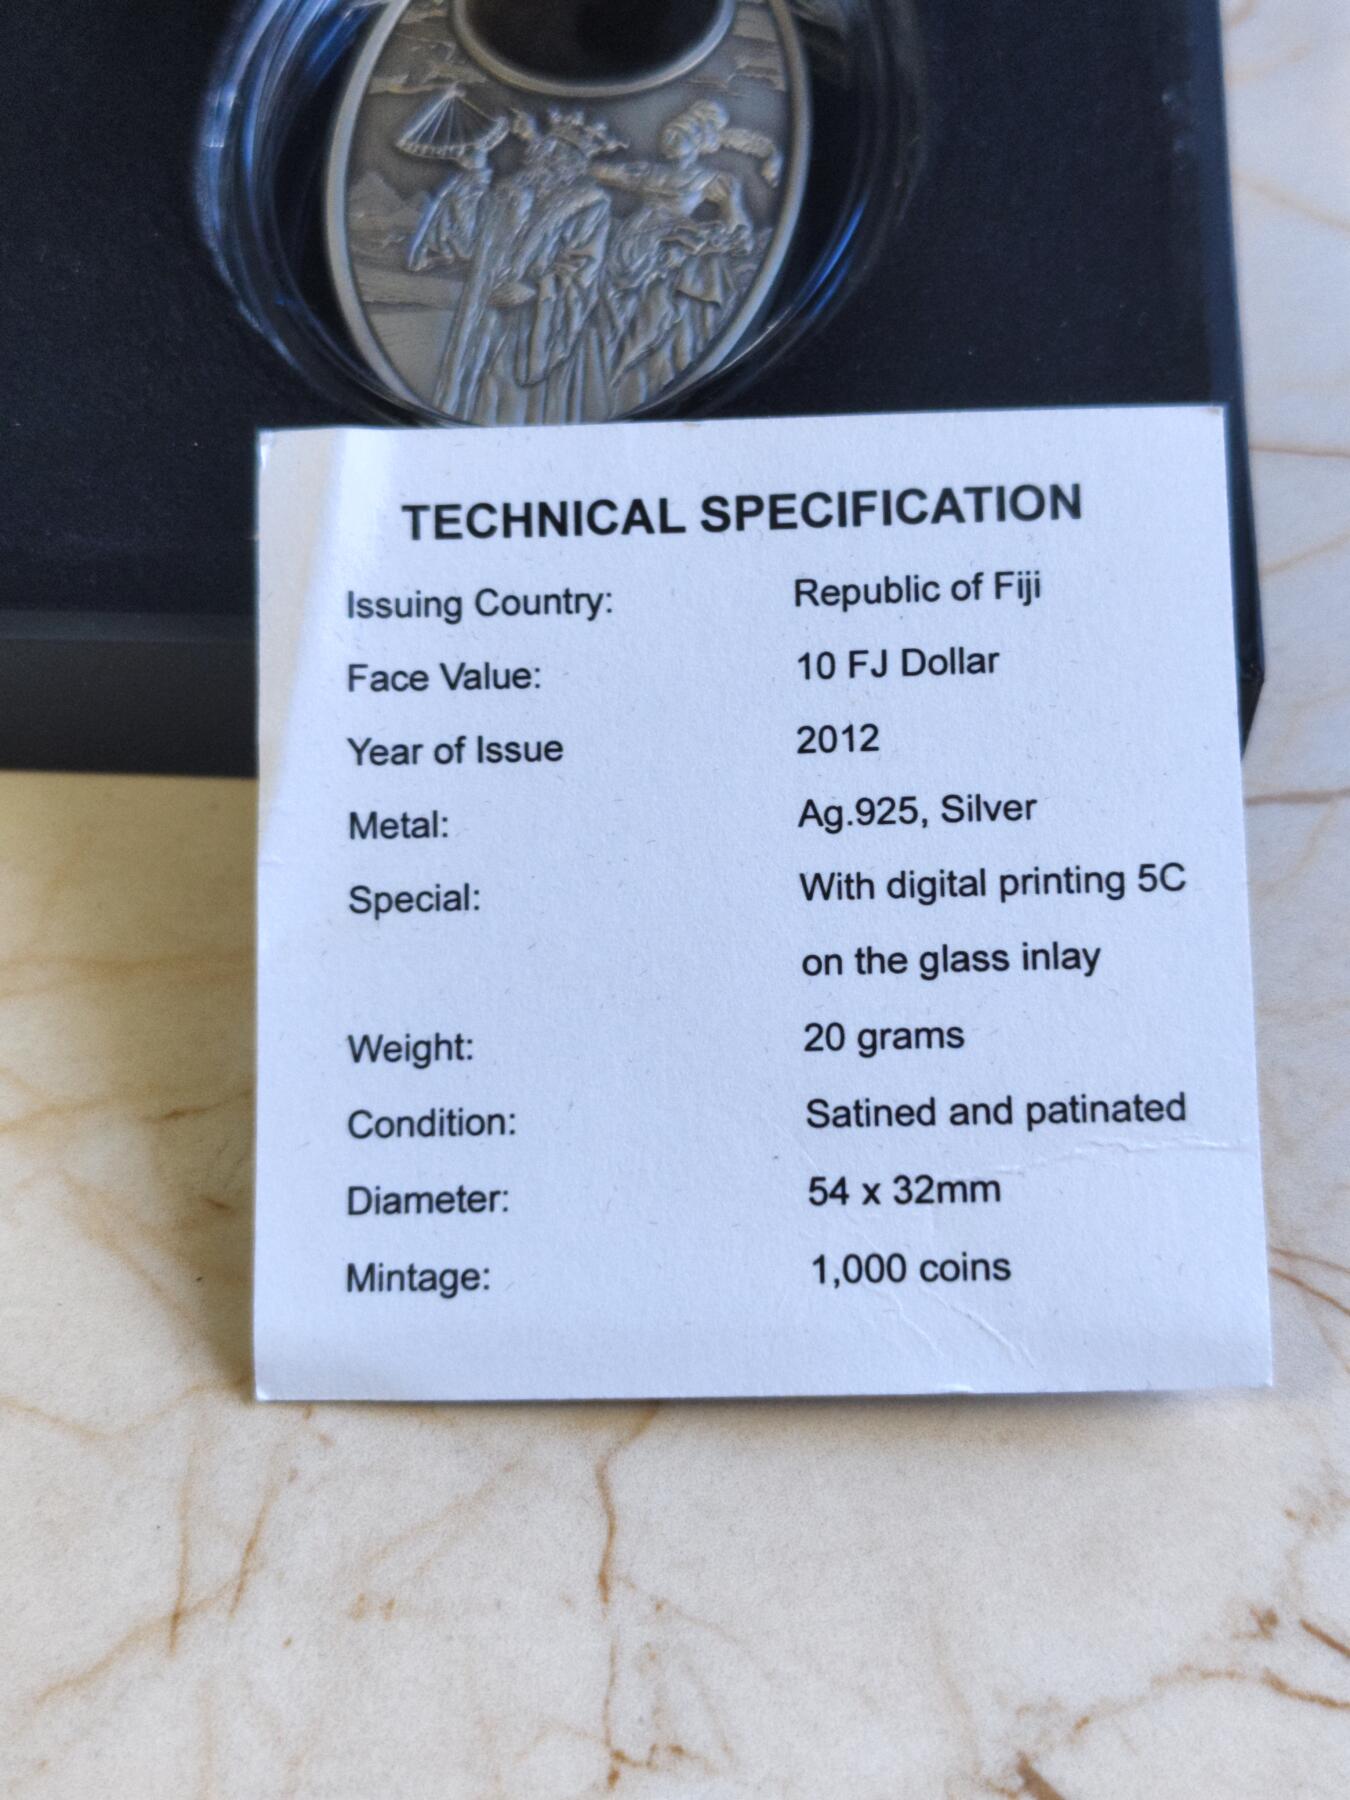 TECHNICAL SPECIFICATION
Issuing Country: Republic of Fiji
Face Value: 10 FJ Dollar
Year of Issue 2012
Metal: Ag.925, Silver
Special: With digital printing 5C
on the glass inlay
Weight: 20 grams
Condition: Satined and patinated
Diameter: 54 x 32mm
Mintage: 1,000 coins